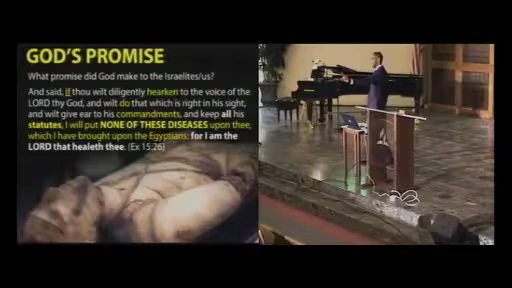 GOD'S PROMISE
What promise did God make to the Israelites/us?
And said, If thou wilt diligently hearken to the voice of the
LORD thy God, and wilt do that which is right in his sight,
and wilt give ear to his commandments, and keep all his
statutes, I will put NONE OF THESE DISEASES upon thee,
which I have brought upon the Egyptians: for I am the
LORD that healeth thee. (Ex 15:26)